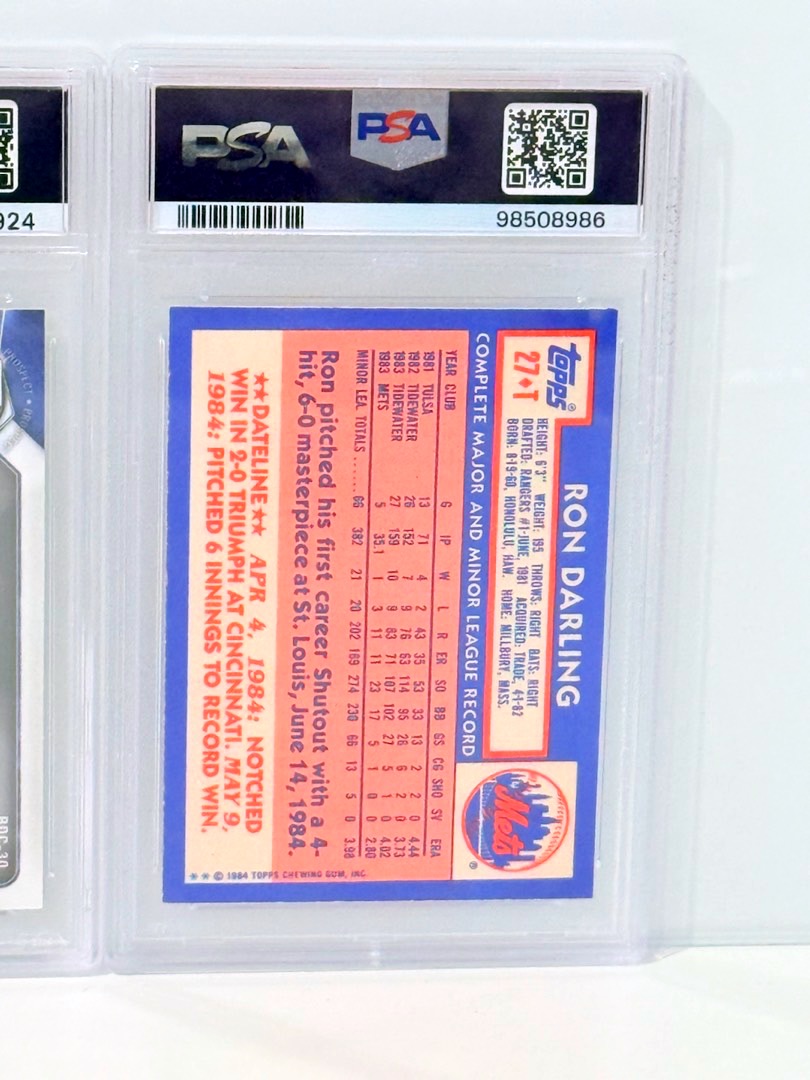 PSA
PSA
924
98508986
PROSPECT • PRO
topps®
27•T
RON DARLING
HEIGHT: 6'3" WEIGHT: 195 THROWS: RIGHT BATS: RIGHT
DRAFTED: RANGERS #1-JUNE, 1981 ACQUIRED: TRADE, 4-1-82
BORN: 8-19-60, HONOLULU, HAW. HOME: MILLBURY, MASS.
Mets
®
COMPLETE MAJOR AND MINOR LEAGUE RECORD
YEAR CLUB G IP W L R ER SO BB GS CG SHO SV ERA
1981 TULSA 13 71 4 2 43 35 53 33 13 2 2 0 4.44
1982 TIDEWATER 26 152 7 9 76 63 114 95 26 6 2 0 3.73
1983 TIDEWATER 27 159 10 9 83 71 107 102 27 5 1 0 4.02
1983 METS 5 35.1 1 3 11 11 23 17 5 1 0 0 2.80
MINOR LEA. TOTALS ...... 66 382 21 20 202 169 274 230 66 13 5 0 3.98
Ron pitched his first career Shutout with a 4-
hit, 6-0 masterpiece at St. Louis, June 14, 1984.
★★DATELINE★★ APR 4, 1984: NOTCHED
WIN IN 2-0 TRIUMPH AT CINCINNATI. MAY 9,
1984: PITCHED 6 INNINGS TO RECORD WIN.
★ ★ © 1984 TOPPS CHEWING GUM, INC.